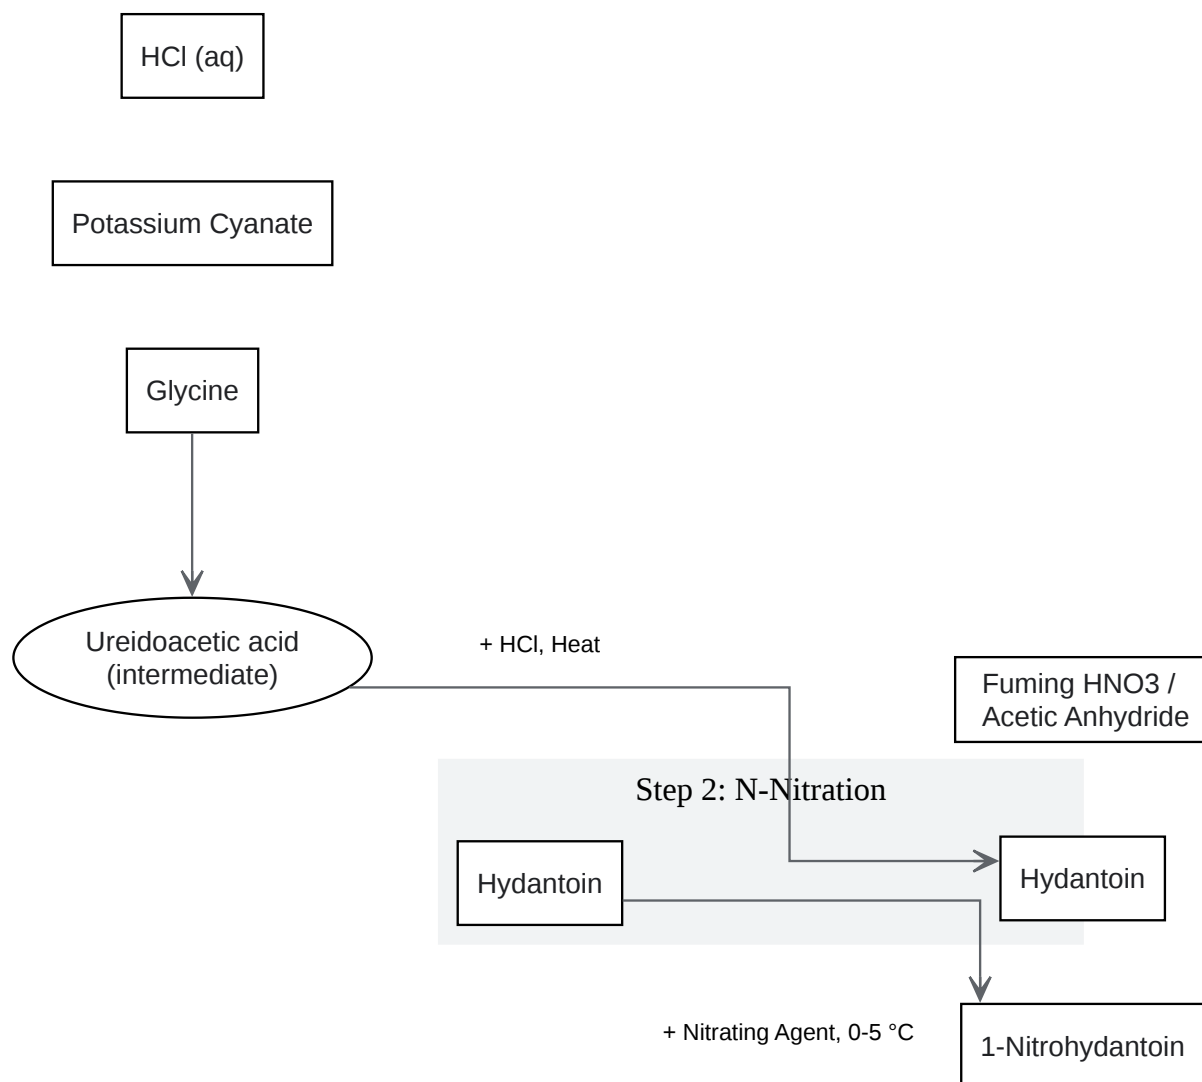 HCl (aq)
Potassium Cyanate
Glycine
Ureidoacetic acid
(intermediate)
+ HCl, Heat
Fuming HNO3 /
Acetic Anhydride
Step 2: N-Nitration
Hydantoin
Hydantoin
+ Nitrating Agent, 0-5 °C
1-Nitrohydantoin